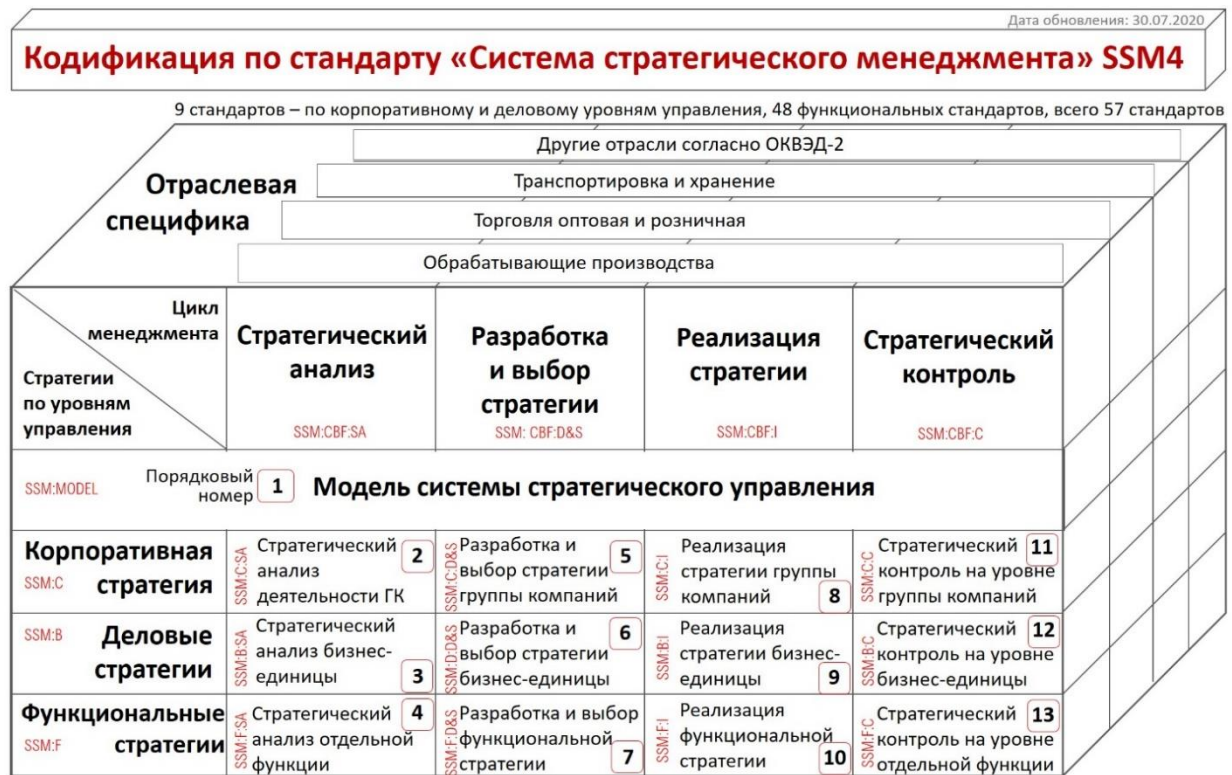 Дата обновления: 30.07.2020
Кодификация по стандарту «Система стратегического менеджмента» SSM4
9 стандартов – по корпоративному и деловому уровням управления, 48 функциональных стандартов, всего 57 стандартов
Отраслевая
специфика
Другие отрасли согласно ОКВЭД-2
Транспортировка и хранение
Торговля оптовая и розничная
Обрабатывающие производства
Цикл
менеджмента
Стратегии
по уровням
управления
Стратегический
анализ
SSM:CBF:SA
Разработка
и выбор
стратегии
SSM: CBF:D&S
Реализация
стратегии
SSM:CBF:I
Стратегический
контроль
SSM:CBF:C
SSM:MODEL
Порядковый
номер
1
Модель системы стратегического управления
Корпоративная
SSM:C стратегия
SSM:C:SA
Стратегический 2
анализ
деятельности ГК
SSM:C:D&S
Разработка и 5
выбор стратегии
группы компаний
SSM:C:I
Реализация
стратегии группы
компаний 8
SSM:C:C
Стратегический 11
контроль на уровне
группы компаний
SSM:B Деловые
стратегии
SSM:B:SA
Стратегический
анализ бизнес-
единицы 3
SSM:D:D&S
Разработка и 6
выбор стратегии
бизнес-единицы
SSM:B:I
Реализация
стратегии бизнес-
единицы 9
SSM:B:C
Стратегический 12
контроль на уровне
бизнес-единицы
Функциональные
SSM:F стратегии
SSM:F:SA
Стратегический 4
анализ отдельной
функции
SSM:F:D&S
Разработка и выбор
функциональной
стратегии 7
SSM:F:I
Реализация
функциональной
стратегии 10
SSM:F:C
Стратегический 13
контроль на уровне
отдельной функции